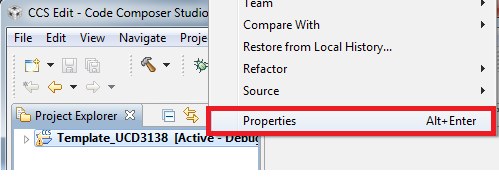 CCS Edit - Code Composer Studio
File Edit View Navigate Proje
Team
Compare With
Restore from Local History...
Refactor
Source
Properties Alt+Enter
Project Explorer
CCS
Template_UCD3138 [Active - Debug